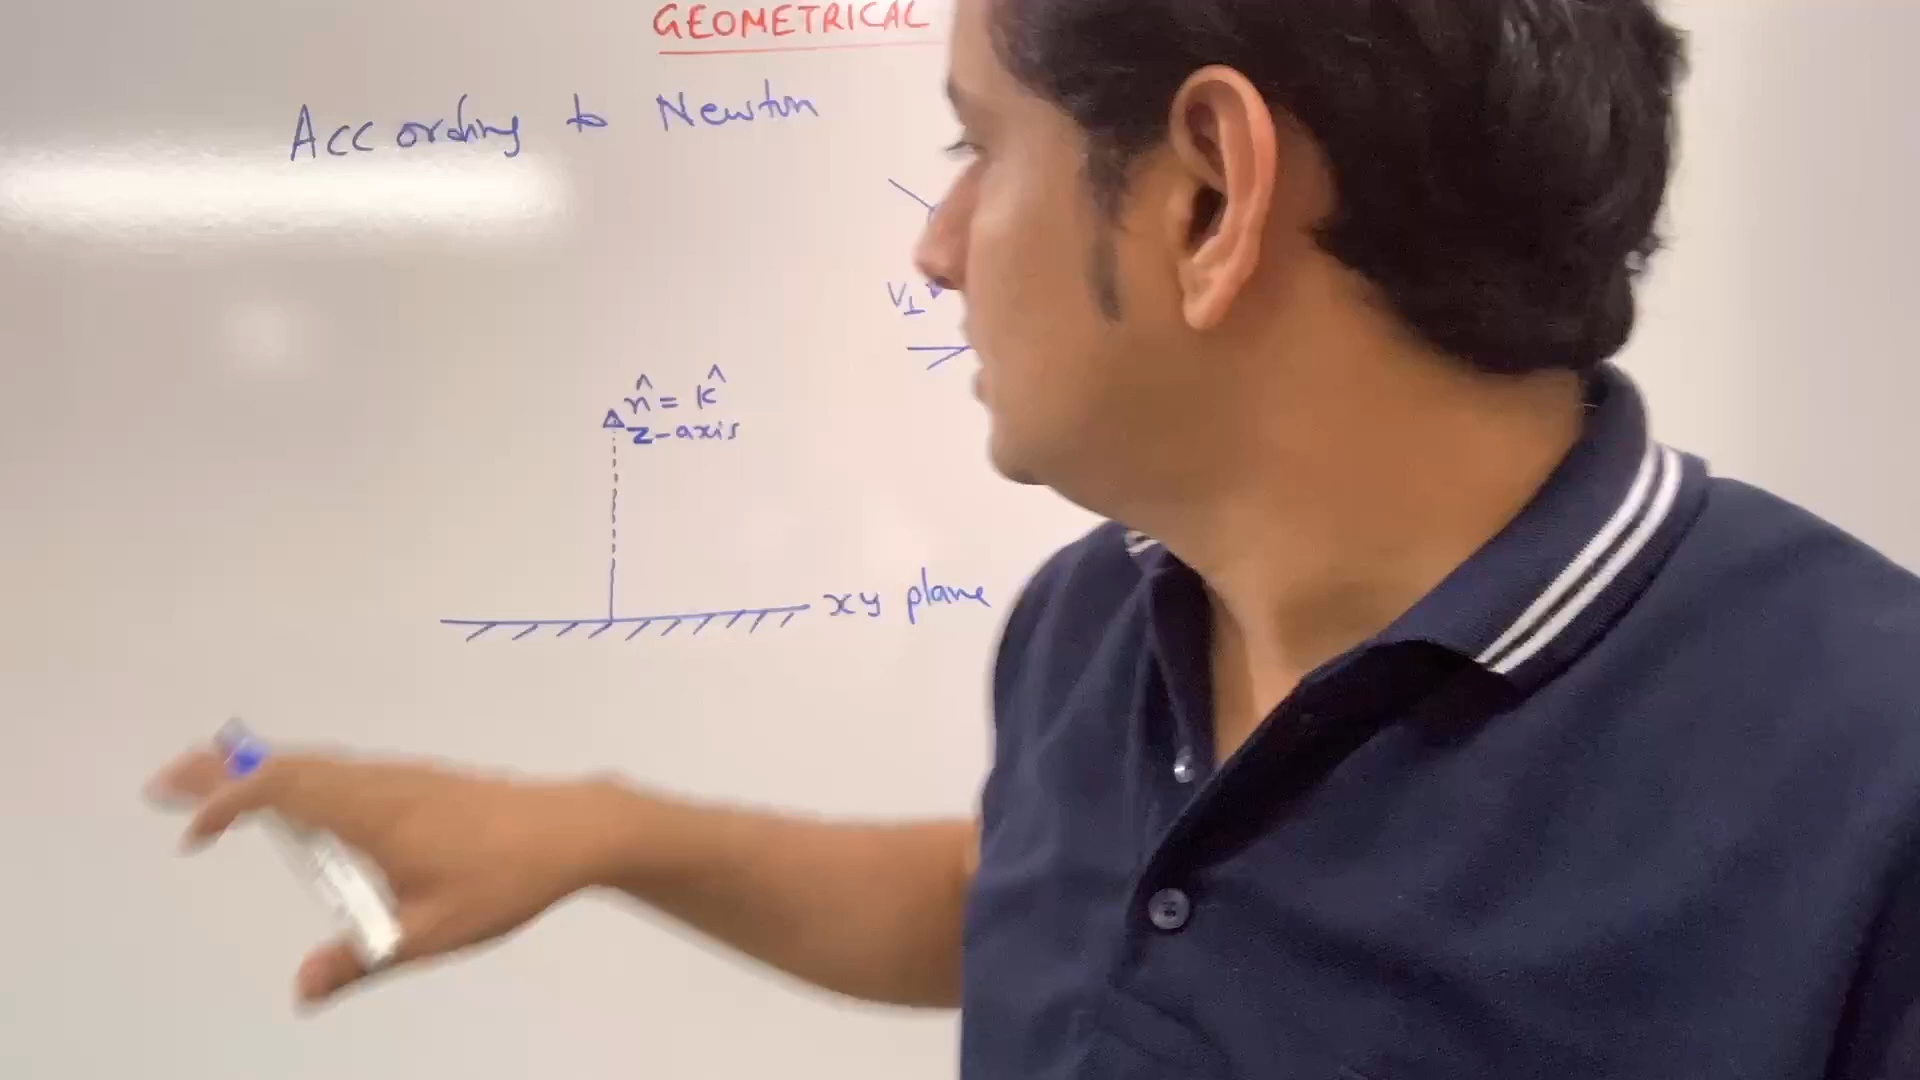 GEOMETRICAL
According to Newton
V⊥
n̂ = k̂
z-axis
xy plane